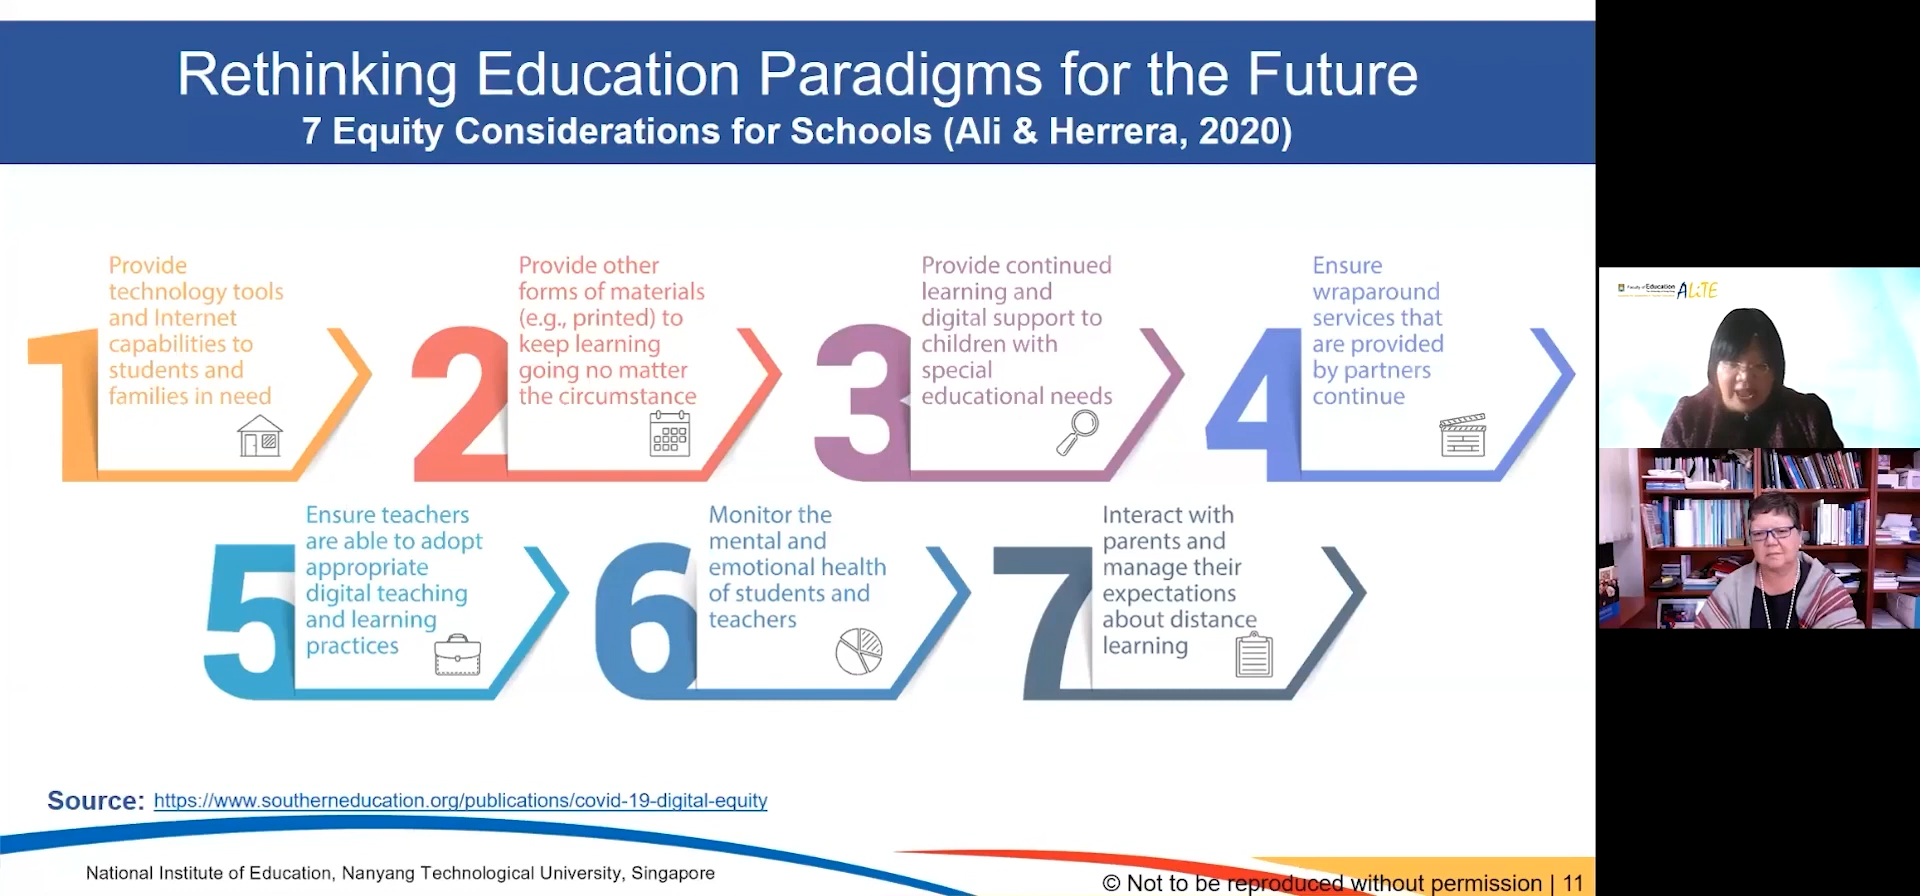 Rethinking Education Paradigms for the Future
7 Equity Considerations for Schools (Ali & Herrera, 2020)
1
Provide
technology tools
and Internet
capabilities to
students and
families in need
2
Provide other
forms of materials
(e.g., printed) to
keep learning
going no matter
the circumstance
3
Provide continued
learning and
digital support to
children with
special
educational needs
4
Ensure
wraparound
services that
are provided
by partners
continue
5
Ensure teachers
are able to adopt
appropriate
digital teaching
and learning
practices
6
Monitor the
mental and
emotional health
of students and
teachers
7
Interact with
parents and
manage their
expectations
about distance
learning
Source: https://www.southerneducation.org/publications/covid-19-digital-equity
National Institute of Education, Nanyang Technological University, Singapore
© Not to be reproduced without permission | 11
Faculty of Education
ALiTE